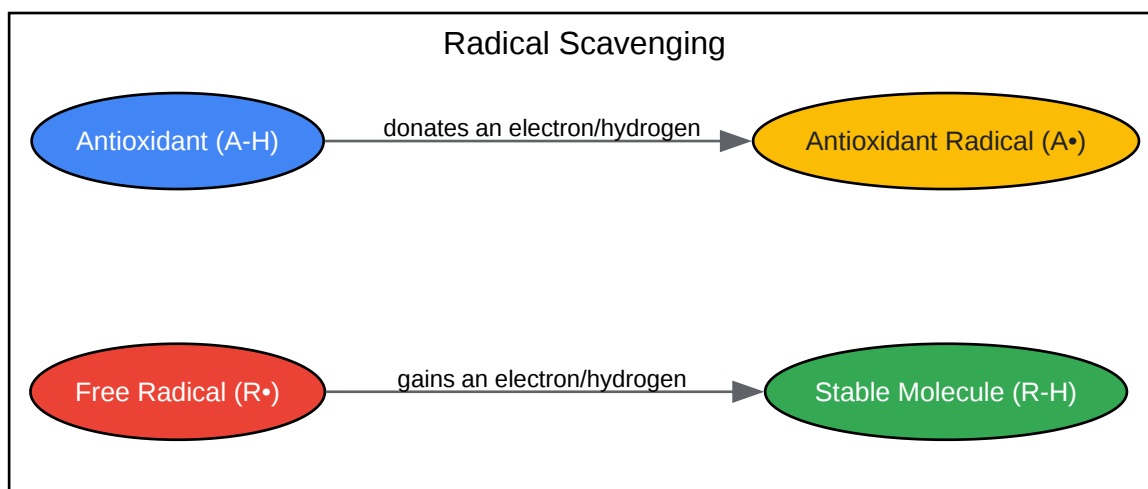 Radical Scavenging
Antioxidant (A-H)
donates an electron/hydrogen
Antioxidant Radical (A•)
Free Radical (R•)
gains an electron/hydrogen
Stable Molecule (R-H)